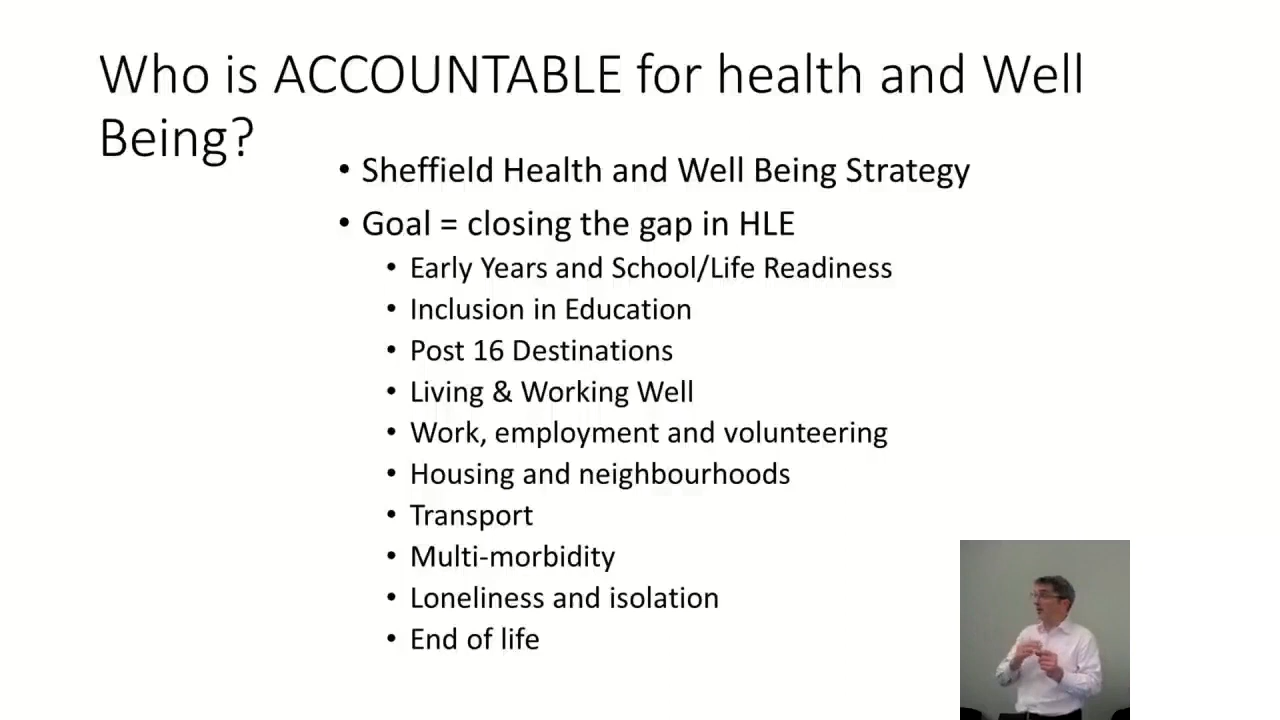 Who is ACCOUNTABLE for health and Well
Being?
• Sheffield Health and Well Being Strategy
• Goal = closing the gap in HLE
• Early Years and School/Life Readiness
• Inclusion in Education
• Post 16 Destinations
• Living & Working Well
• Work, employment and volunteering
• Housing and neighbourhoods
• Transport
• Multi-morbidity
• Loneliness and isolation
• End of life